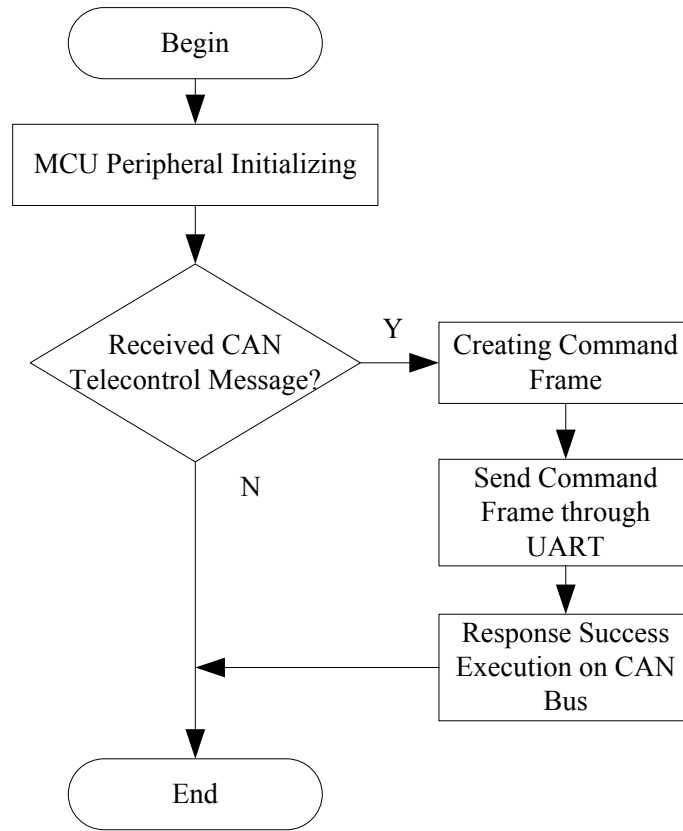 Begin
MCU Peripheral Initializing
Received CAN
Telecontrol Message?
Y
Creating Command
Frame
N
Send Command
Frame through
UART
Response Success
Execution on CAN
Bus
End